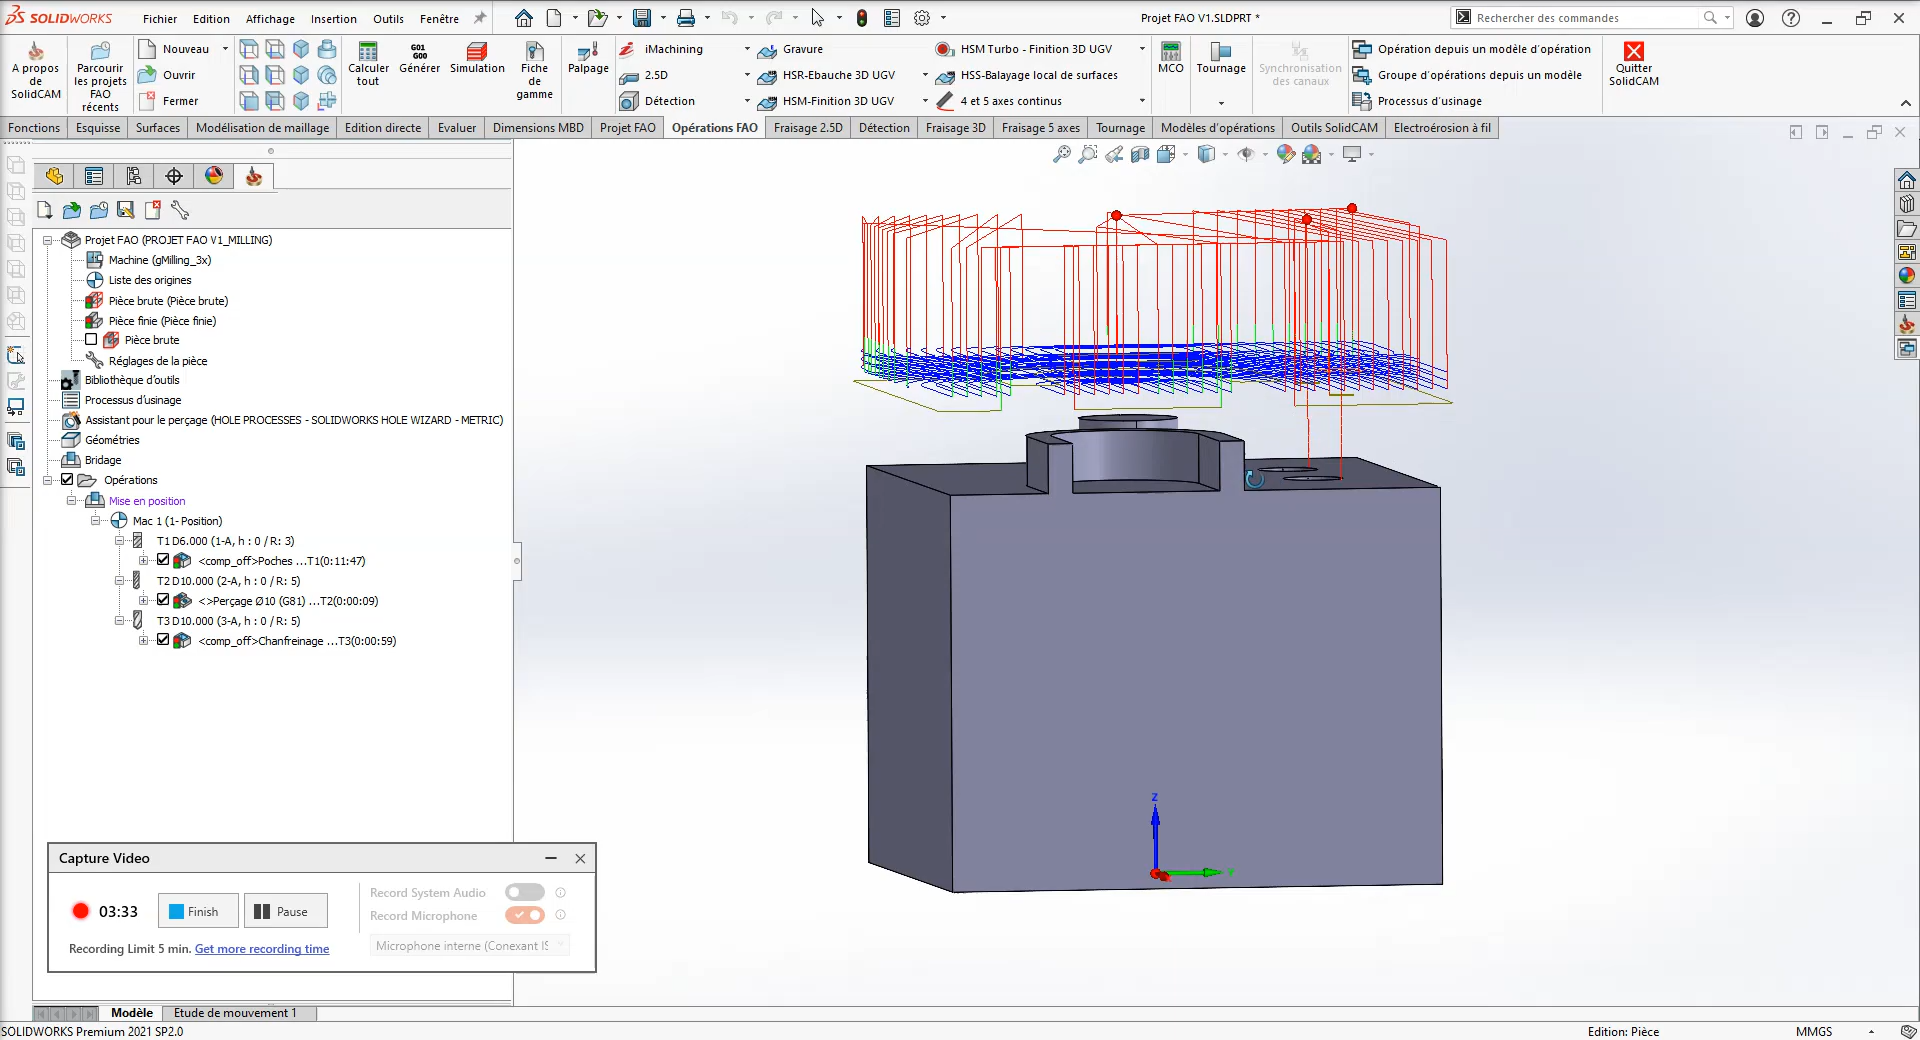 SOLIDWORKS
Fichier
Edition
Affichage
Insertion
Outils
Fenêtre
Projet FAO V1.SLDPRT *
Rechercher des commandes
A propos de SolidCAM
Parcourir les projets FAO récents
Nouveau
Ouvrir
Fermer
Calculer tout
G01 G00
Générer
Simulation
Fiche de gamme
Palpage
iMachining
2.5D
Détection
Gravure
HSR-Ebauche 3D UGV
HSM-Finition 3D UGV
HSM Turbo - Finition 3D UGV
HSS-Balayage local de surfaces
4 et 5 axes continus
MCO
Tournage
Synchronisation des canaux
Opération depuis un modèle d'opération
Groupe d'opérations depuis un modèle
Processus d'usinage
Quitter SolidCAM
Fonctions
Esquisse
Surfaces
Modélisation de maillage
Edition directe
Evaluer
Dimensions MBD
Projet FAO
Opérations FAO
Fraisage 2.5D
Détection
Fraisage 3D
Fraisage 5 axes
Tournage
Modèles d'opérations
Outils SolidCAM
Electroérosion à fil
Projet FAO (PROJET FAO V1_MILLING)
Machine (gMilling_3x)
Liste des origines
Pièce brute (Pièce brute)
Pièce finie (Pièce finie)
Pièce brute
Réglages de la pièce
Bibliothèque d'outils
Processus d'usinage
Assistant pour le perçage (HOLE PROCESSES - SOLIDWORKS HOLE WIZARD - METRIC)
Géométries
Bridage
Opérations
Mise en position
Mac 1 (1- Position)
T1 D6.000 (1-A, h : 0 / R: 3)
<comp_off>Poches ...T1(0:11:47)
T2 D10.000 (2-A, h : 0 / R: 5)
<>Perçage Ø10 (G81) ...T2(0:00:09)
T3 D10.000 (3-A, h : 0 / R: 5)
<comp_off>Chanfreinage ...T3(0:00:59)
Z
Capture Video
03:33
Finish
Pause
Record System Audio
Record Microphone
Microphone interne (Conexant IS
Recording Limit 5 min. Get more recording time
Modèle
Etude de mouvement 1
SOLIDWORKS Premium 2021 SP2.0
Edition: Pièce
MMGS